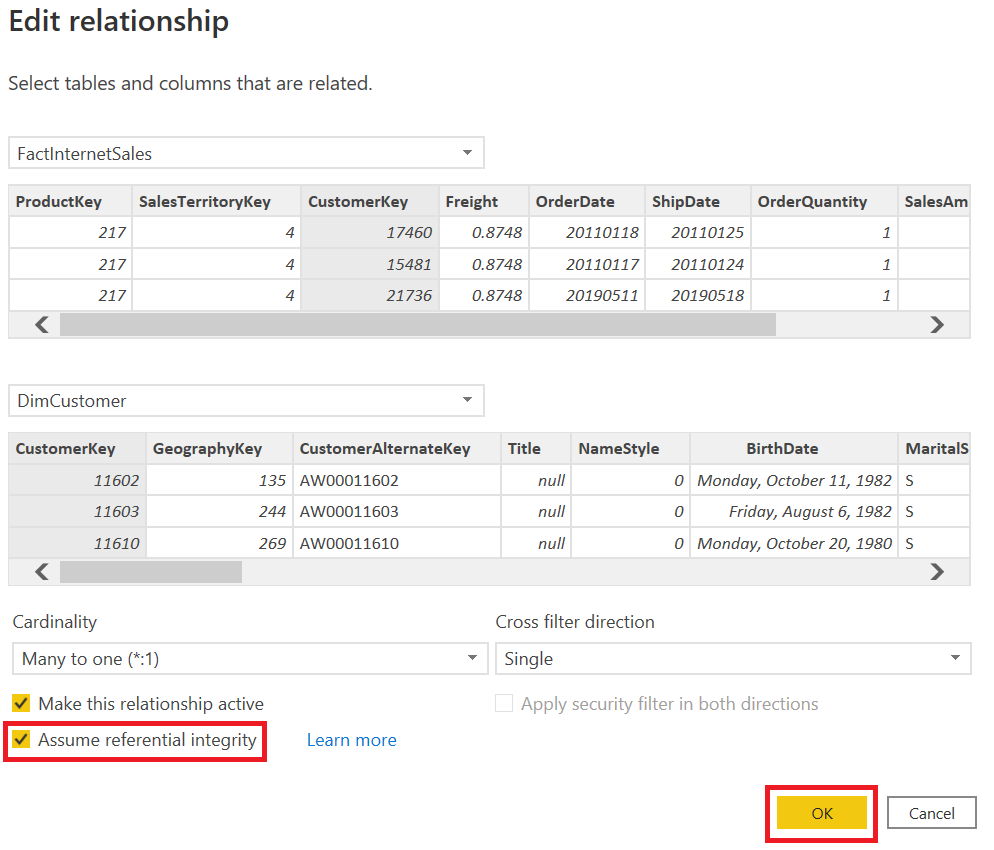 Edit relationship
Select tables and columns that are related.
FactInternetSales
ProductKey SalesTerritoryKey CustomerKey Freight OrderDate ShipDate OrderQuantity SalesAm
217 4 17460 0.8748 20110118 20110125 1
217 4 15481 0.8748 20110117 20110124 1
217 4 21736 0.8748 20190511 20190518 1
DimCustomer
CustomerKey GeographyKey CustomerAlternateKey Title NameStyle BirthDate MaritalS
11602 135 AW00011602 null 0 Monday, October 11, 1982 S
11603 244 AW00011603 null 0 Friday, August 6, 1982 S
11610 269 AW00011610 null 0 Monday, October 20, 1980 S
Cardinality Cross filter direction
Many to one (*:1) Single
Make this relationship active Apply security filter in both directions
Assume referential integrity Learn more
OK Cancel